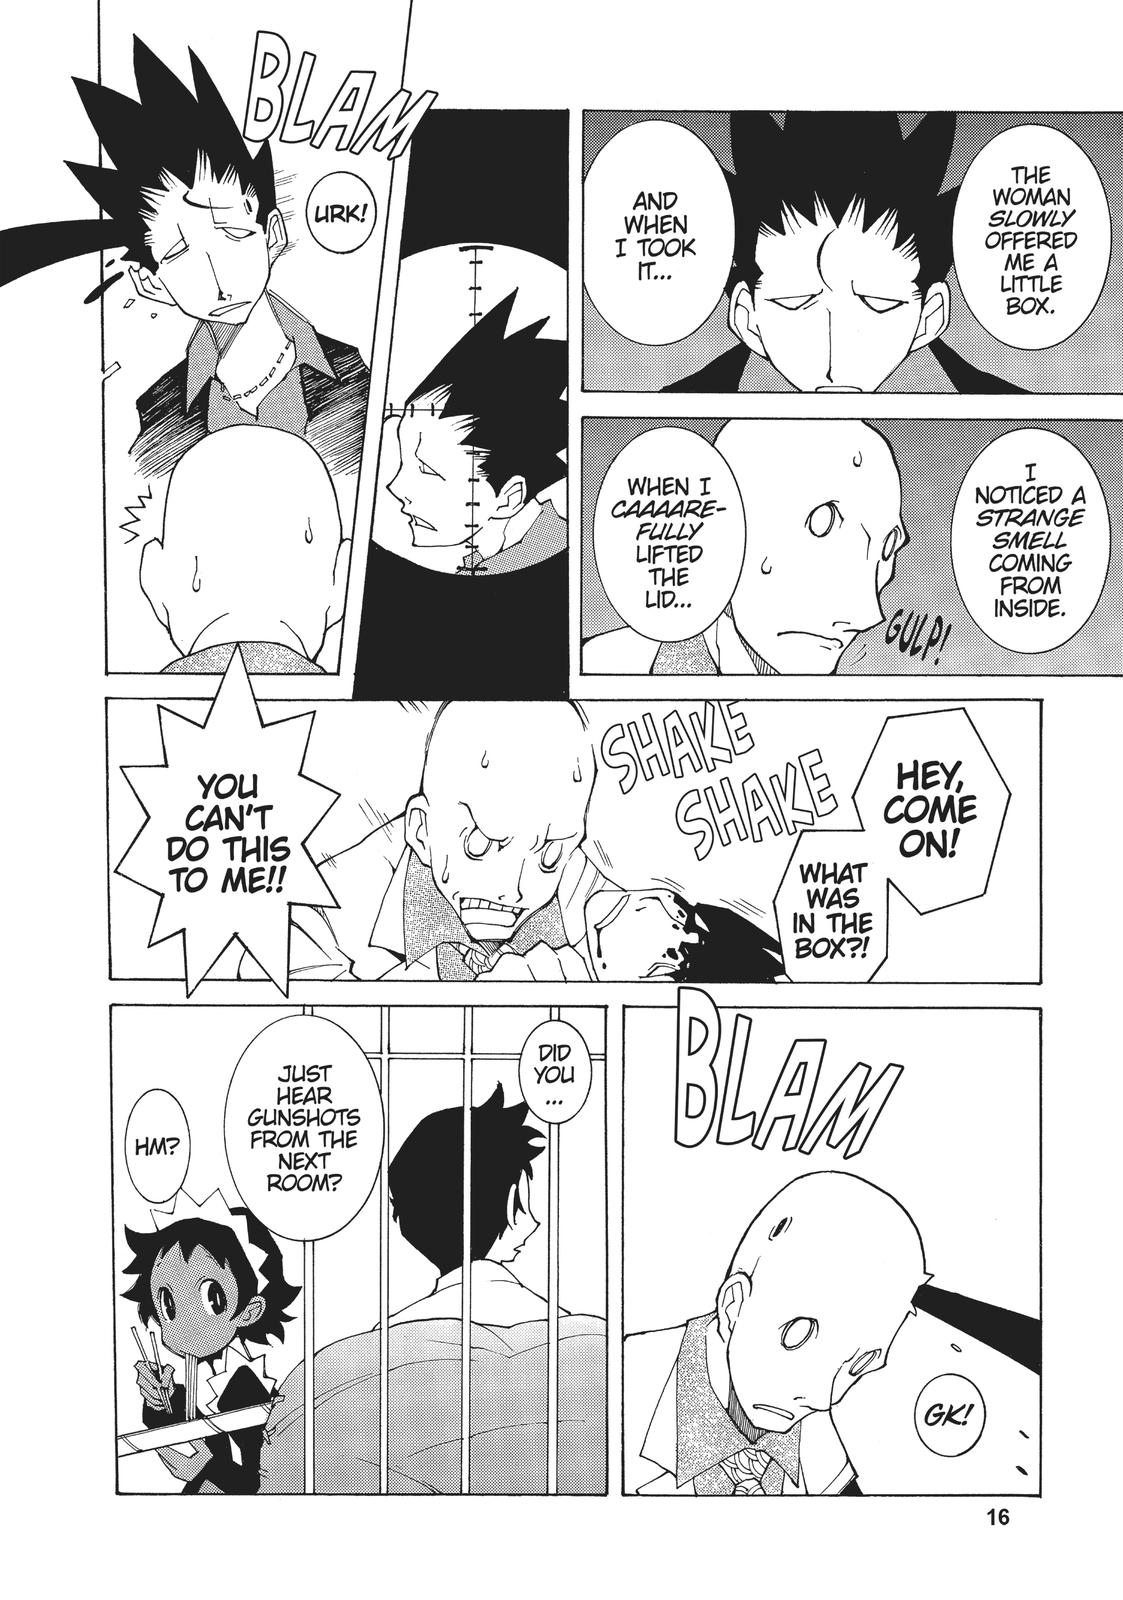 THE
WOMAN
SLOWLY
OFFERED
ME A
LITTLE
BOX.
AND
WHEN
I TOOK
IT...
I
NOTICED A
STRANGE
SMELL
COMING
FROM
INSIDE.
WHEN I
CAAAARE-
FULLY
LIFTED
THE
LID...
GULP!
BLAM
URK!
HEY,
COME
ON!
WHAT
WAS
IN THE
BOX?!
SHAKE
SHAKE
YOU
CAN'T
DO THIS
TO ME!!
BLAM
GK!
DID
YOU
...
JUST
HEAR
GUNSHOTS
FROM THE
NEXT
ROOM?
HM?
16